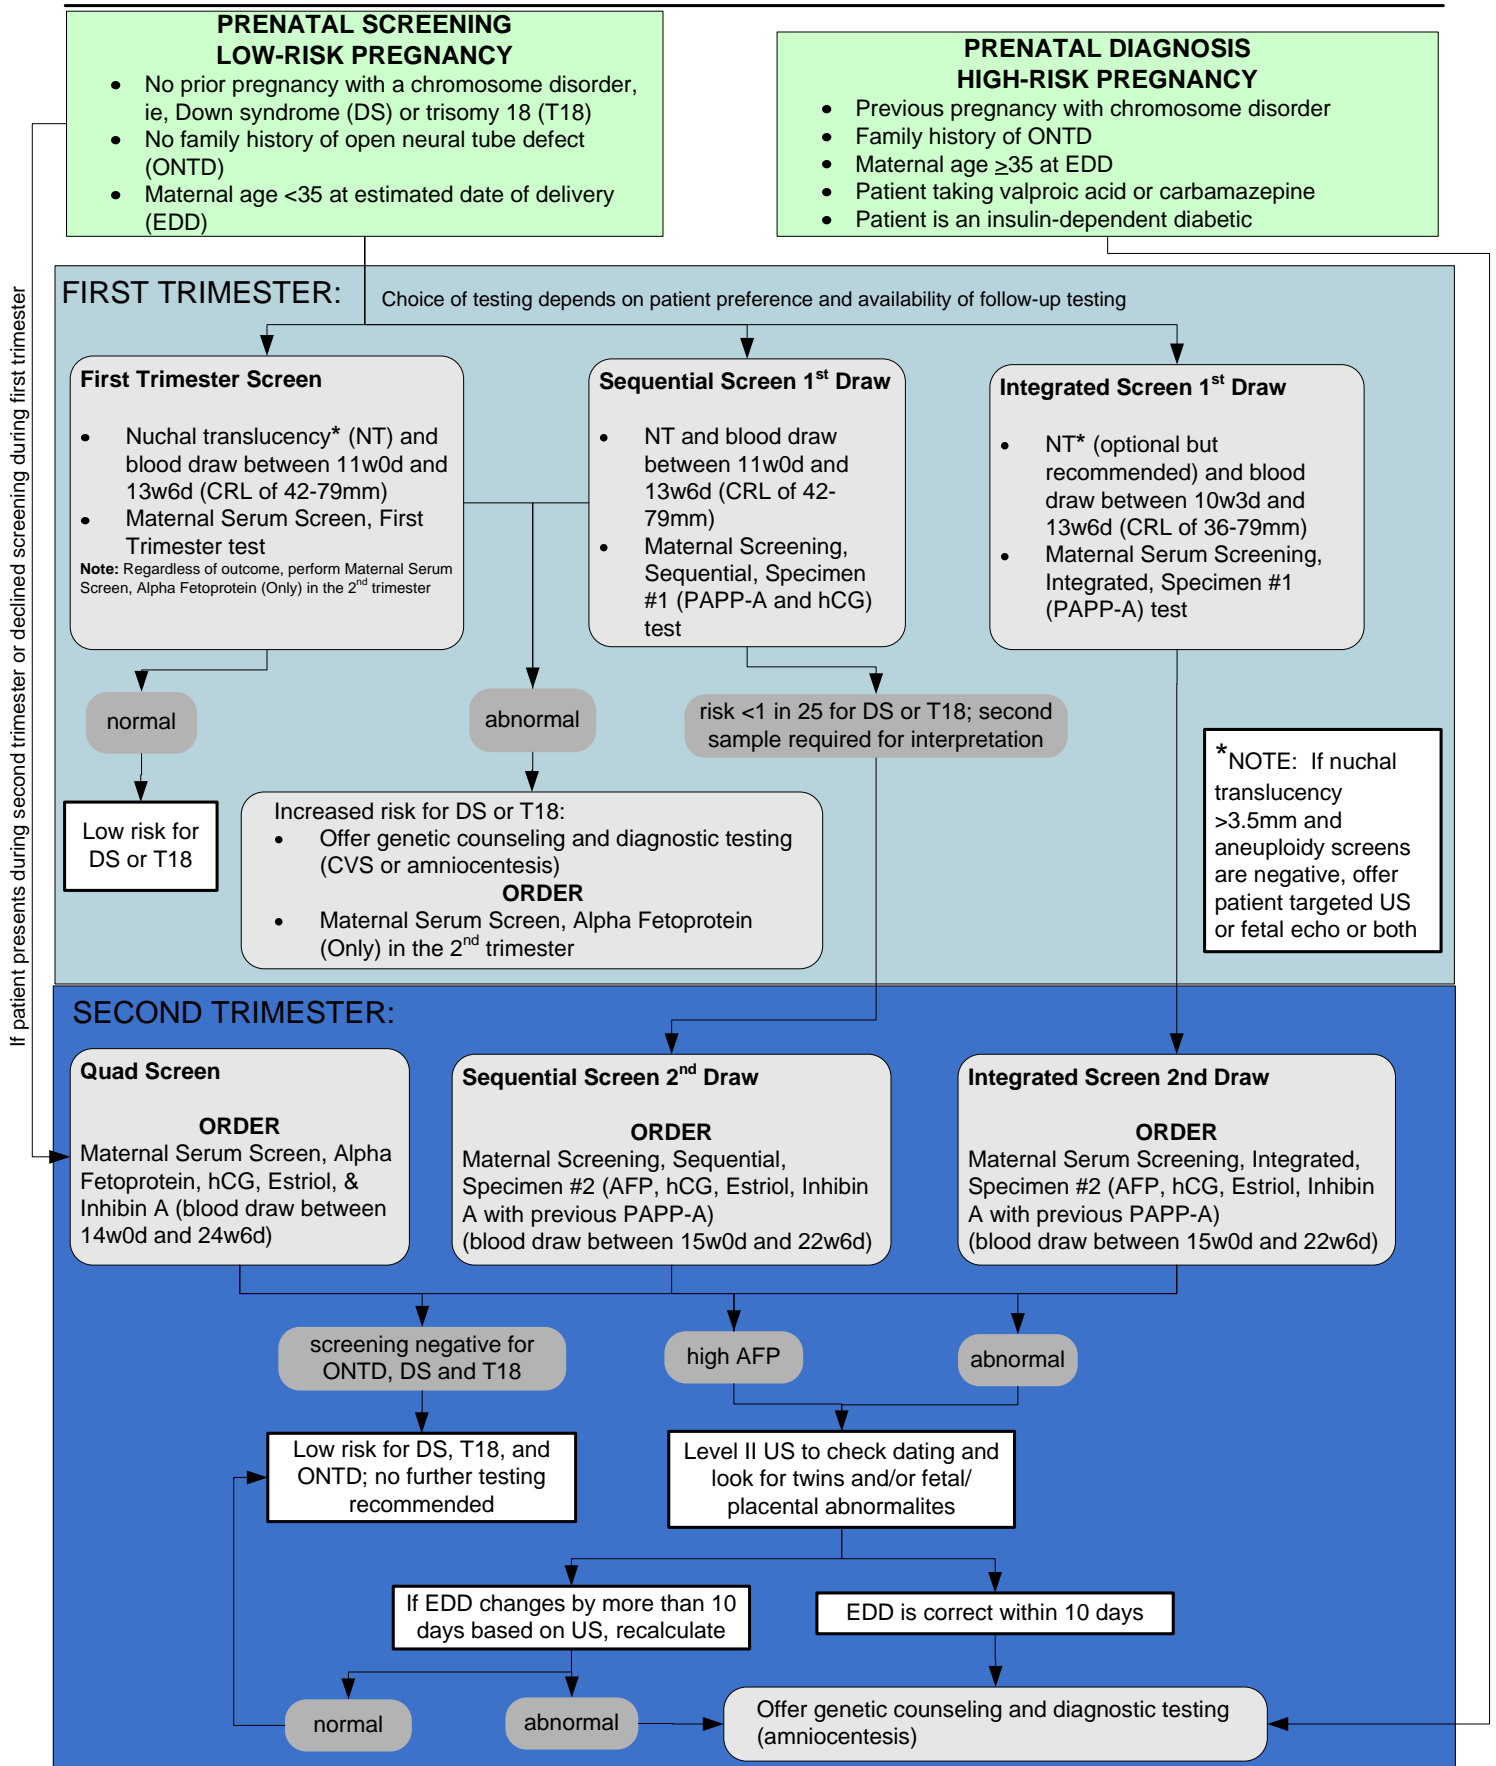 PRENATAL SCREENING
LOW-RISK PREGNANCY
• No prior pregnancy with a chromosome disorder,
ie, Down syndrome (DS) or trisomy 18 (T18)
• No family history of open neural tube defect
(ONTD)
• Maternal age <35 at estimated date of delivery
(EDD)
PRENATAL DIAGNOSIS
HIGH-RISK PREGNANCY
• Previous pregnancy with chromosome disorder
• Family history of ONTD
• Maternal age ≥35 at EDD
• Patient taking valproic acid or carbamazepine
• Patient is an insulin-dependent diabetic
If patient presents during second trimester or declined screening during first trimester
FIRST TRIMESTER:
Choice of testing depends on patient preference and availability of follow-up testing
First Trimester Screen
• Nuchal translucency* (NT) and
blood draw between 11w0d and
13w6d (CRL of 42-79mm)
• Maternal Serum Screen, First
Trimester test
Note: Regardless of outcome, perform Maternal Serum
Screen, Alpha Fetoprotein (Only) in the 2nd trimester
Sequential Screen 1st Draw
• NT and blood draw
between 11w0d and
13w6d (CRL of 42-
79mm)
• Maternal Screening,
Sequential, Specimen
#1 (PAPP-A and hCG)
test
Integrated Screen 1st Draw
• NT* (optional but
recommended) and blood
draw between 10w3d and
13w6d (CRL of 36-79mm)
• Maternal Serum Screening,
Integrated, Specimen #1
(PAPP-A) test
normal
abnormal
risk <1 in 25 for DS or T18; second
sample required for interpretation
Low risk for
DS or T18
Increased risk for DS or T18:
• Offer genetic counseling and diagnostic testing
(CVS or amniocentesis)
ORDER
• Maternal Serum Screen, Alpha Fetoprotein
(Only) in the 2nd trimester
*NOTE: If nuchal
translucency
>3.5mm and
aneuploidy screens
are negative, offer
patient targeted US
or fetal echo or both
SECOND TRIMESTER:
Quad Screen
ORDER
Maternal Serum Screen, Alpha
Fetoprotein, hCG, Estriol, &
Inhibin A (blood draw between
14w0d and 24w6d)
Sequential Screen 2nd Draw
ORDER
Maternal Screening, Sequential,
Specimen #2 (AFP, hCG, Estriol, Inhibin
A with previous PAPP-A)
(blood draw between 15w0d and 22w6d)
Integrated Screen 2nd Draw
ORDER
Maternal Serum Screening, Integrated,
Specimen #2 (AFP, hCG, Estriol, Inhibin
A with previous PAPP-A)
(blood draw between 15w0d and 22w6d)
screening negative for
ONTD, DS and T18
high AFP
abnormal
Low risk for DS, T18, and
ONTD; no further testing
recommended
Level II US to check dating and
look for twins and/or fetal/
placental abnormalites
If EDD changes by more than 10
days based on US, recalculate
EDD is correct within 10 days
normal
abnormal
Offer genetic counseling and diagnostic testing
(amniocentesis)